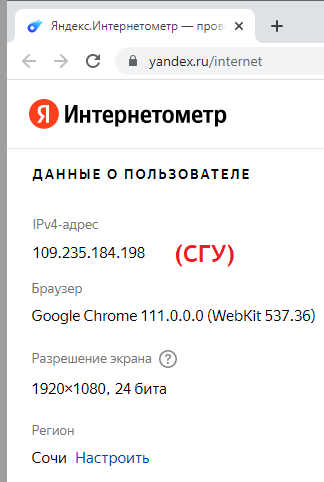 Яндекс.Интернетометр — пров
yandex.ru/internet
Я Интернетометр
ДАННЫЕ О ПОЛЬЗОВАТЕЛЕ
IPv4-адрес
109.235.184.198 (СГУ)
Браузер
Google Chrome 111.0.0.0 (WebKit 537.36)
Разрешение экрана ?
1920×1080, 24 бита
Регион
Сочи Настроить